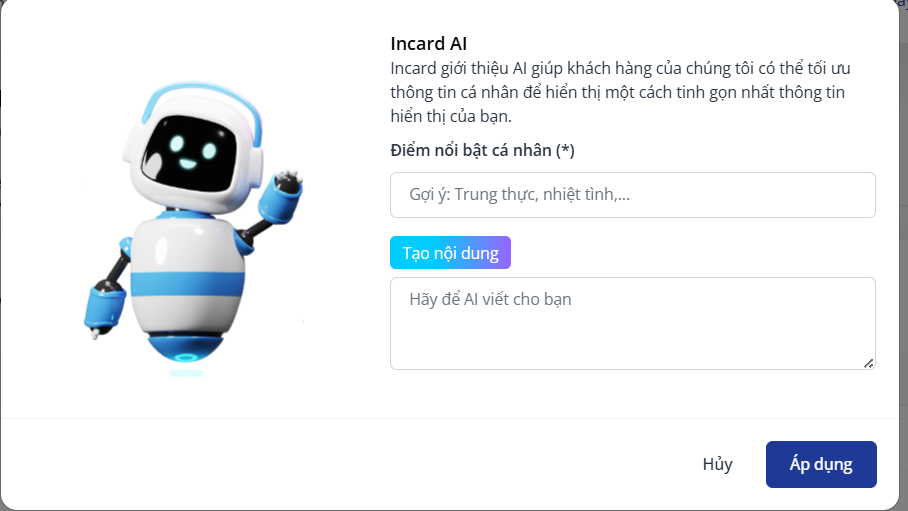 Incard AI
Incard giới thiệu AI giúp khách hàng của chúng tôi có thể tối ưu
thông tin cá nhân để hiển thị một cách tinh gọn nhất thông tin
hiển thị của bạn.
Điểm nổi bật cá nhân (*)
Gợi ý: Trung thực, nhiệt tình,...
Tạo nội dung
Hãy để AI viết cho bạn
Hủy
Áp dụng